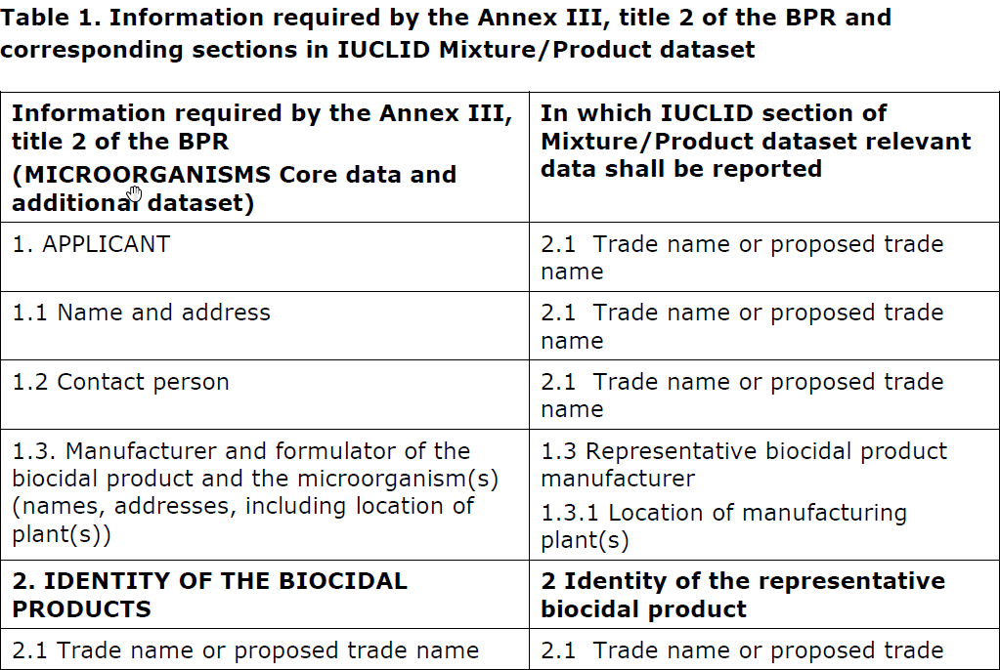 Table 1. Information required by the Annex III, title 2 of the BPR and
corresponding sections in IUCLID Mixture/Product dataset
Information required by the Annex III,
title 2 of the BPR
(MICROORGANISMS Core data and
additional dataset)
In which IUCLID section of
Mixture/Product dataset relevant
data shall be reported
1. APPLICANT
2.1 Trade name or proposed trade
name
1.1 Name and address
2.1 Trade name or proposed trade
name
1.2 Contact person
2.1 Trade name or proposed trade
name
1.3. Manufacturer and formulator of the
biocidal product and the microorganism(s)
(names, addresses, including location of
plant(s))
1.3 Representative biocidal product
manufacturer
1.3.1 Location of manufacturing
plant(s)
2. IDENTITY OF THE BIOCIDAL
PRODUCTS
2 Identity of the representative
biocidal product
2.1 Trade name or proposed trade name
2.1 Trade name or proposed trade